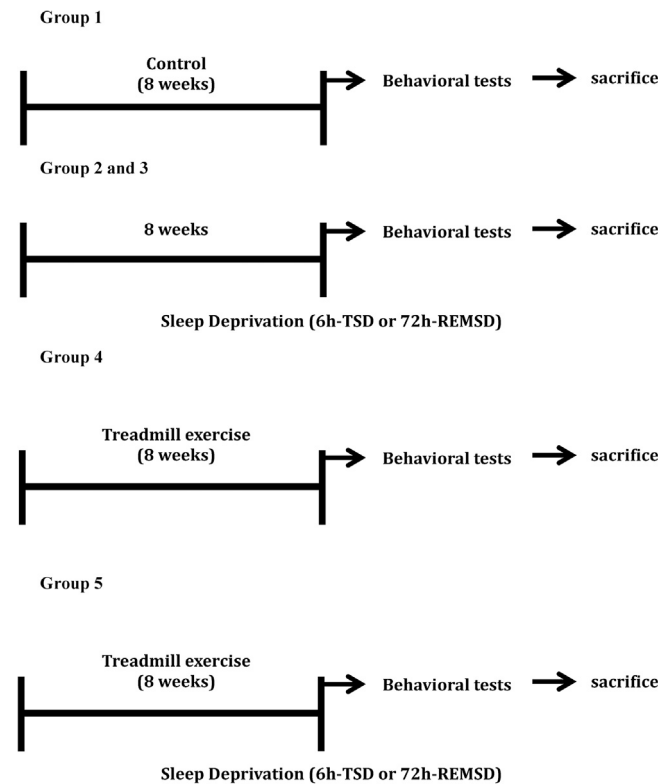 Group 1
Control
(8 weeks)
Behavioral tests
sacrifice
Group 2 and 3
8 weeks
Behavioral tests
sacrifice
Sleep Deprivation (6h-TSD or 72h-REMSD)
Group 4
Treadmill exercise
(8 weeks)
Behavioral tests
sacrifice
Group 5
Treadmill exercise
(8 weeks)
Behavioral tests
sacrifice
Sleep Deprivation (6h-TSD or 72h-REMSD)